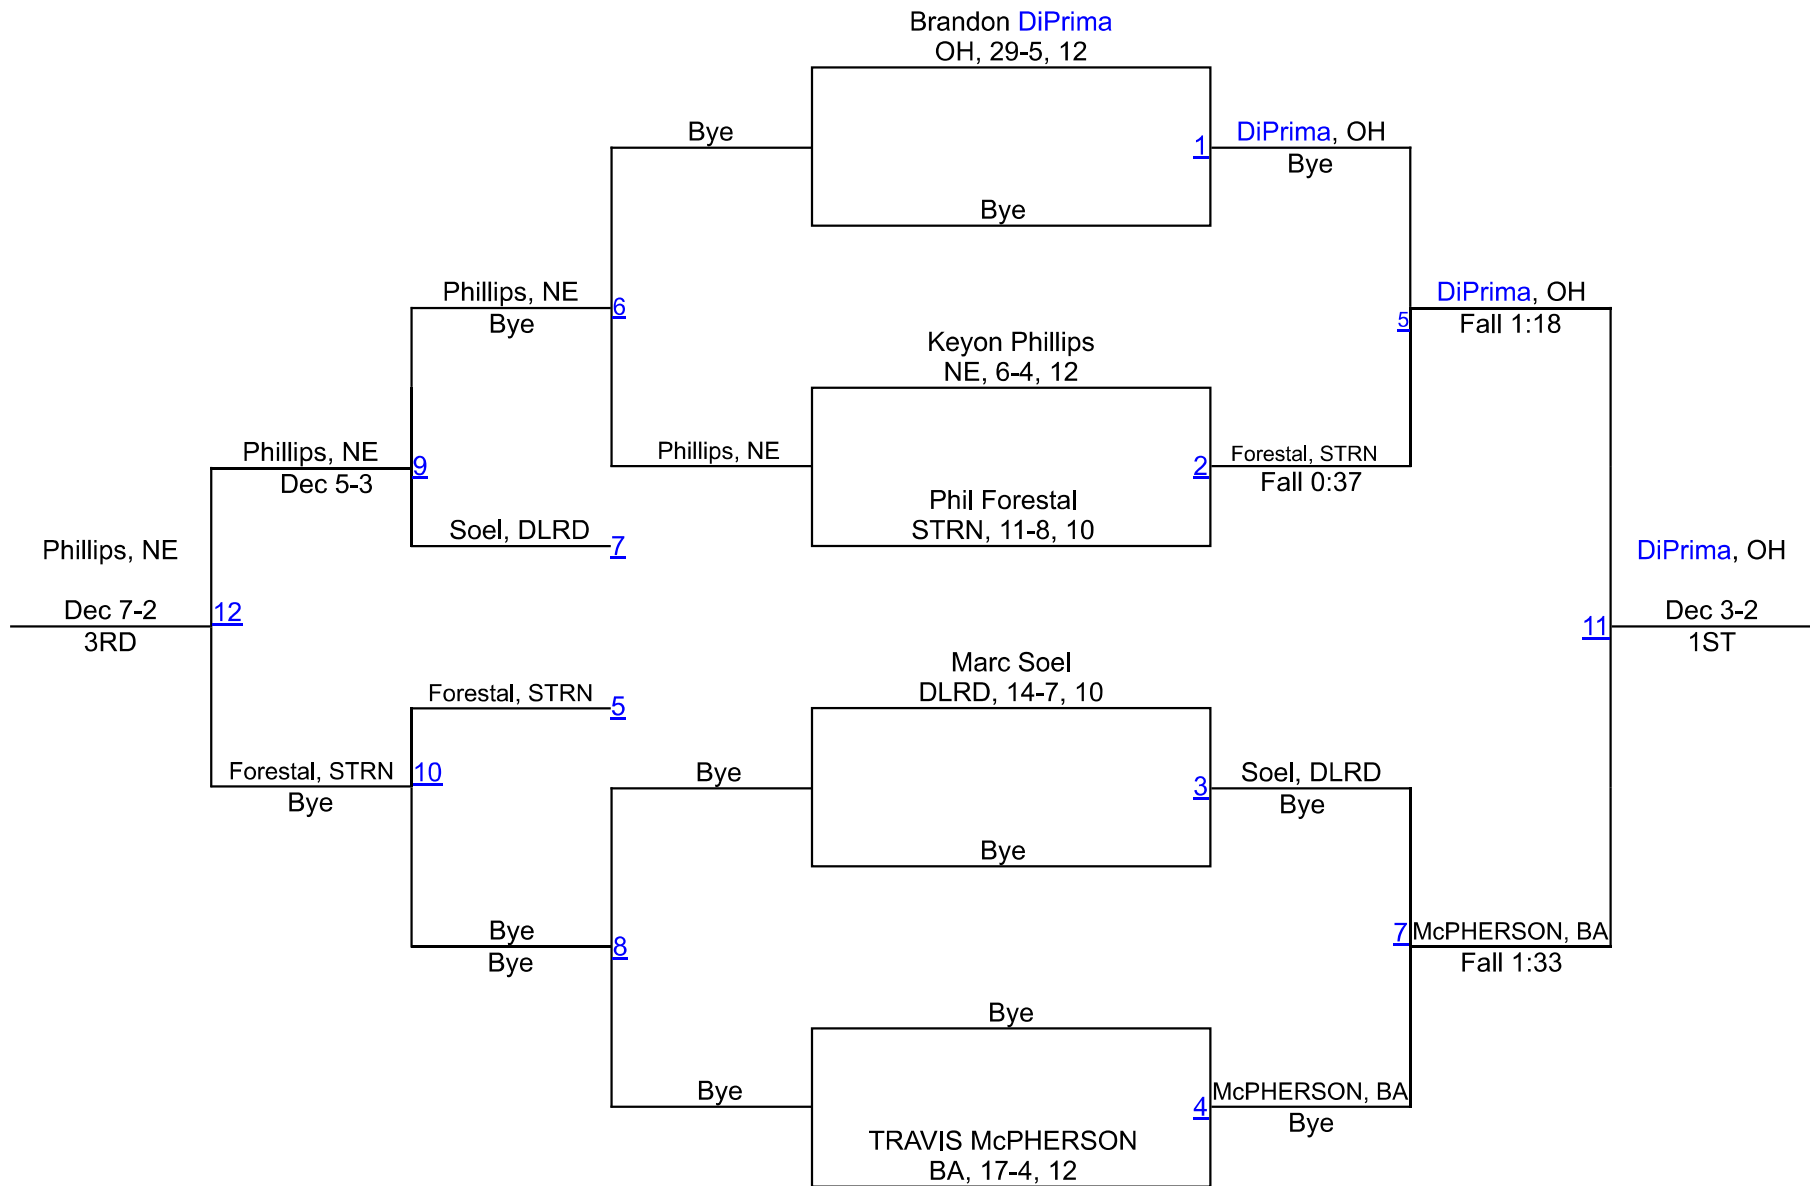 Brandon DiPrima
OH, 29-5, 12
Bye
1
DiPrima, OH
Bye
Bye
Phillips, NE
Bye
6
Keyon Phillips
NE, 6-4, 12
5
DiPrima, OH
Fall 1:18
Phillips, NE
Dec 5-3
9
Phillips, NE
2
Forestal, STRN
Fall 0:37
Phil Forestal
STRN, 11-8, 10
Soel, DLRD
7
Phillips, NE
Dec 7-2
3RD
12
DiPrima, OH
11
Dec 3-2
1ST
Marc Soel
DLRD, 14-7, 10
Forestal, STRN
5
Forestal, STRN
Bye
10
Bye
3
Soel, DLRD
Bye
Bye
Bye
Bye
8
7
McPHERSON, BA
Fall 1:33
Bye
Bye
4
McPHERSON, BA
Bye
TRAVIS McPHERSON
BA, 17-4, 12